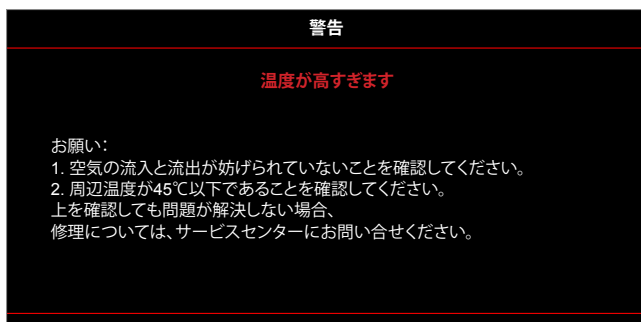 警告
温度が高すぎます
お願い：
1. 空気の流入と流出が妨げられていないことを確認してください。
2. 周辺温度が45℃以下であることを確認してください。
上を確認しても問題が解決しない場合、
修理については、サービスセンターにお問い合せください。